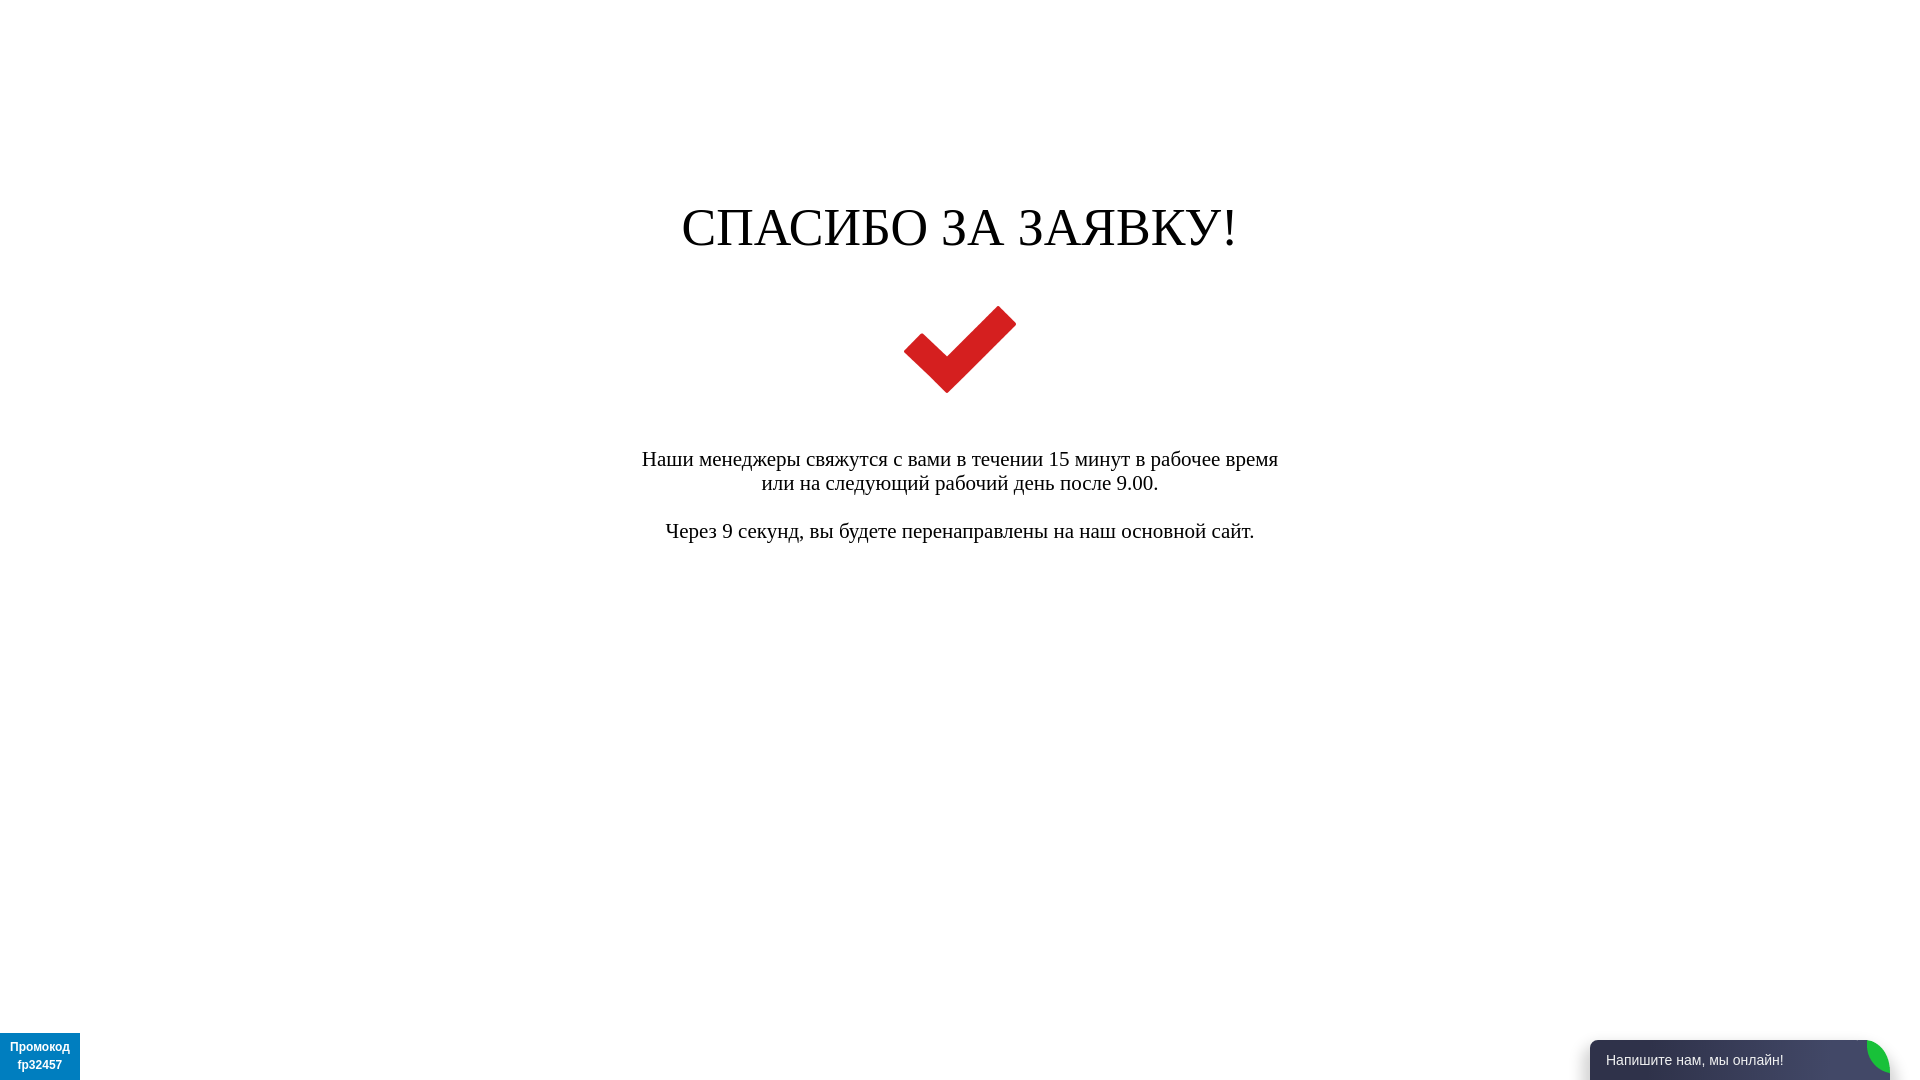 СПАСИБО ЗА ЗАЯВКУ!
Наши менеджеры свяжутся с вами в течении 15 минут в рабочее время
или на следующий рабочий день после 9.00.
Через 9 секунд, вы будете перенаправлены на наш основной сайт.
Промокод
fp32457
Напишите нам, мы онлайн!